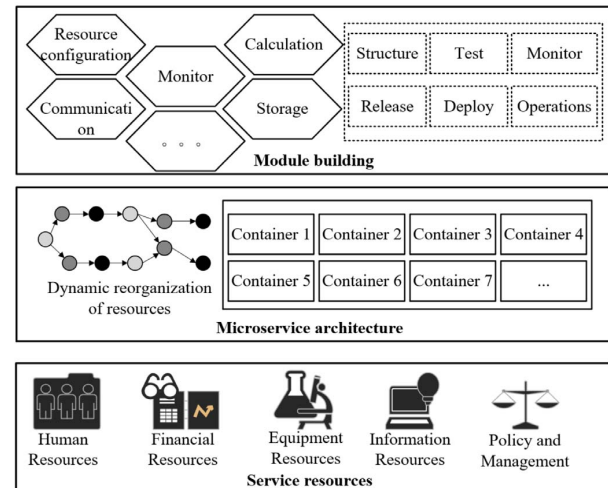 Resource
configuration
Calculation
Monitor
Communicati
on
Storage
。 。 。
Structure
Test
Monitor
Release
Deploy
Operations
Module building
Dynamic reorganization
of resources
Container 1
Container 2
Container 3
Container 4
Container 5
Container 6
Container 7
...
Microservice architecture
Human
Resources
Financial
Resources
Equipment
Resources
Information
Resources
Policy and
Management
Service resources